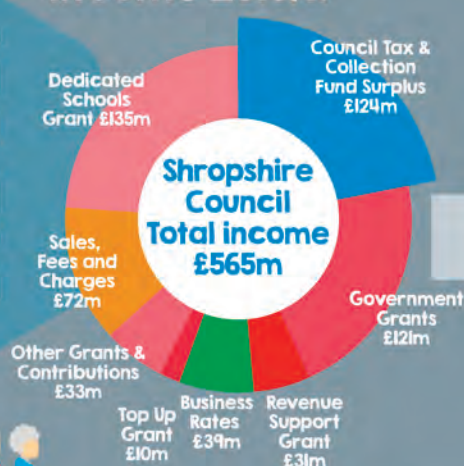 Council Tax &
Collection
Fund Surplus
£124m
Dedicated
Schools
Grant £135m
Shropshire
Council
Total income
£565m
Sales,
Fees and
Charges
£72m
Government
Grants
£121m
Other Grants &
Contributions
£33m
Top Up
Grant
£10m
Business
Rates
£39m
Revenue
Support
Grant
£31m